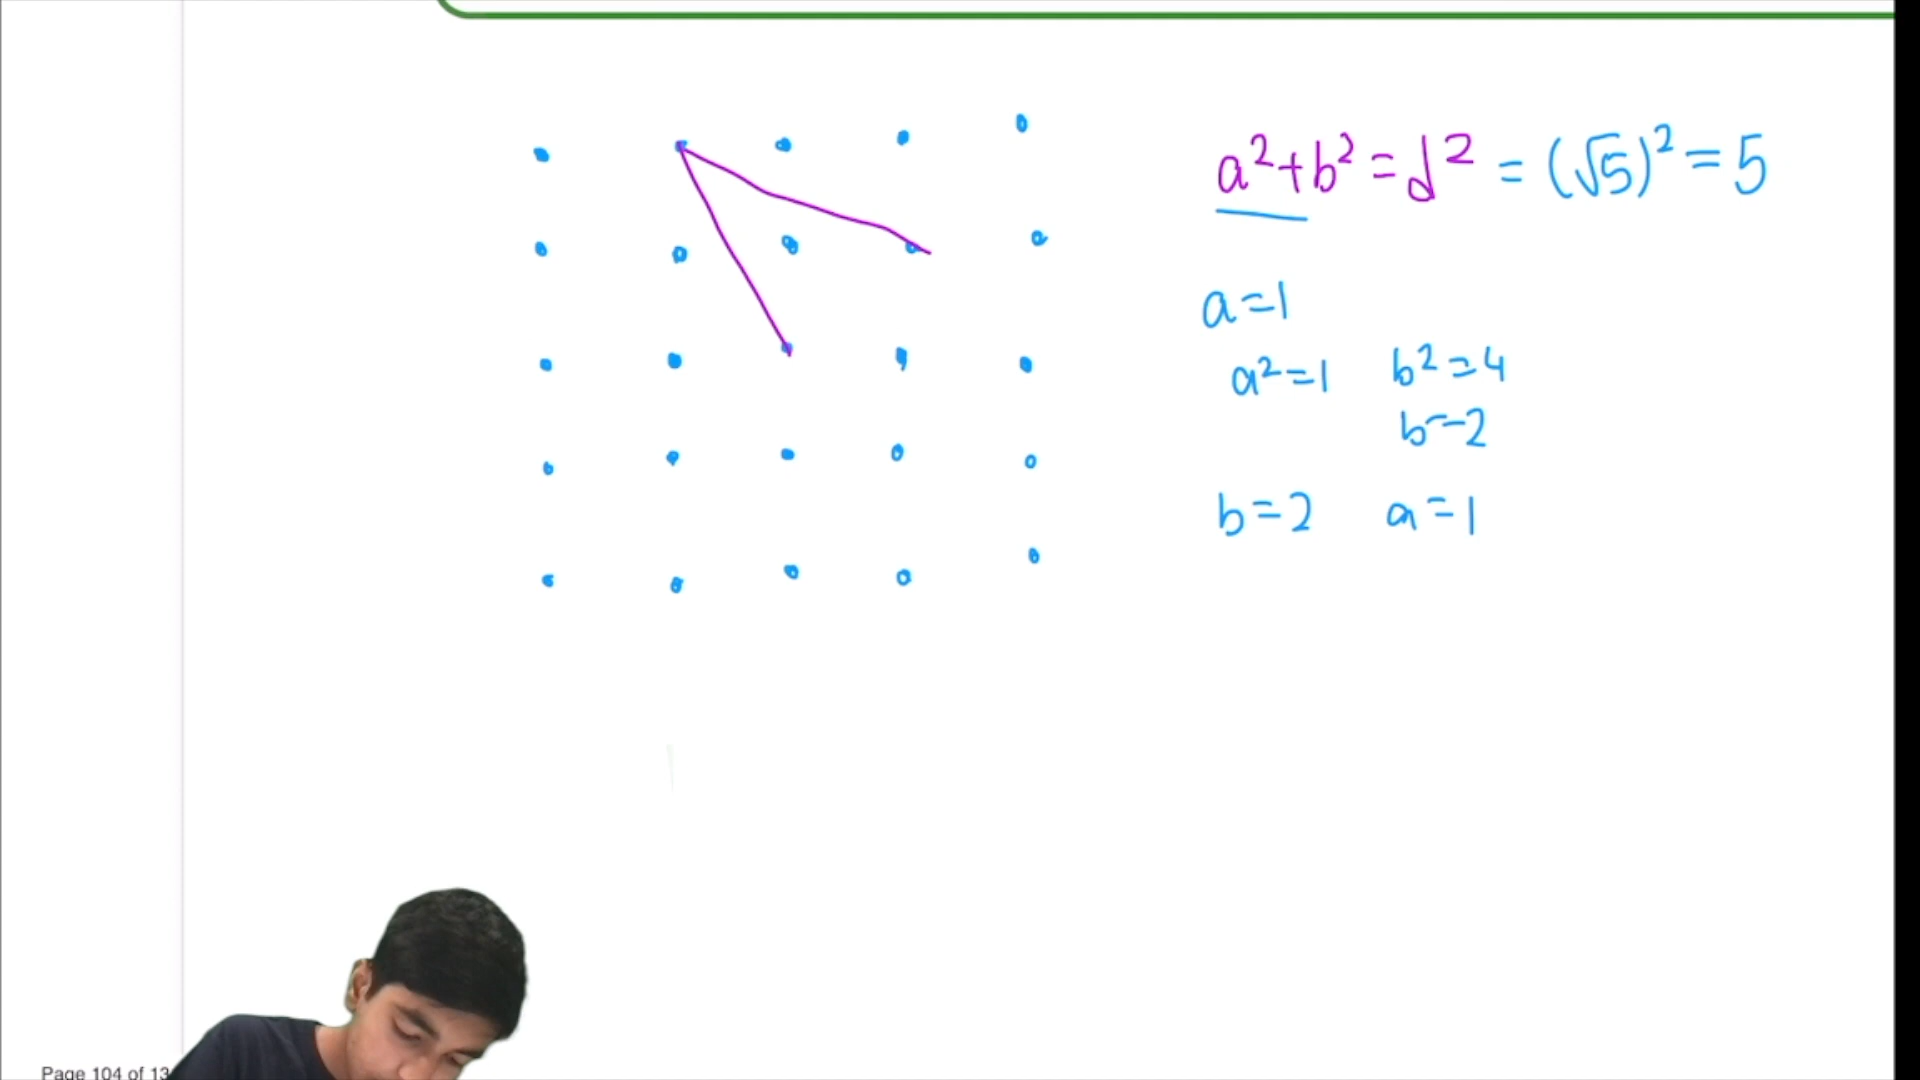 a²+b² = d² = (√5)² = 5
a=1
a²=1 b²=4
b=2
b=2 a=1
Page 104 of 13